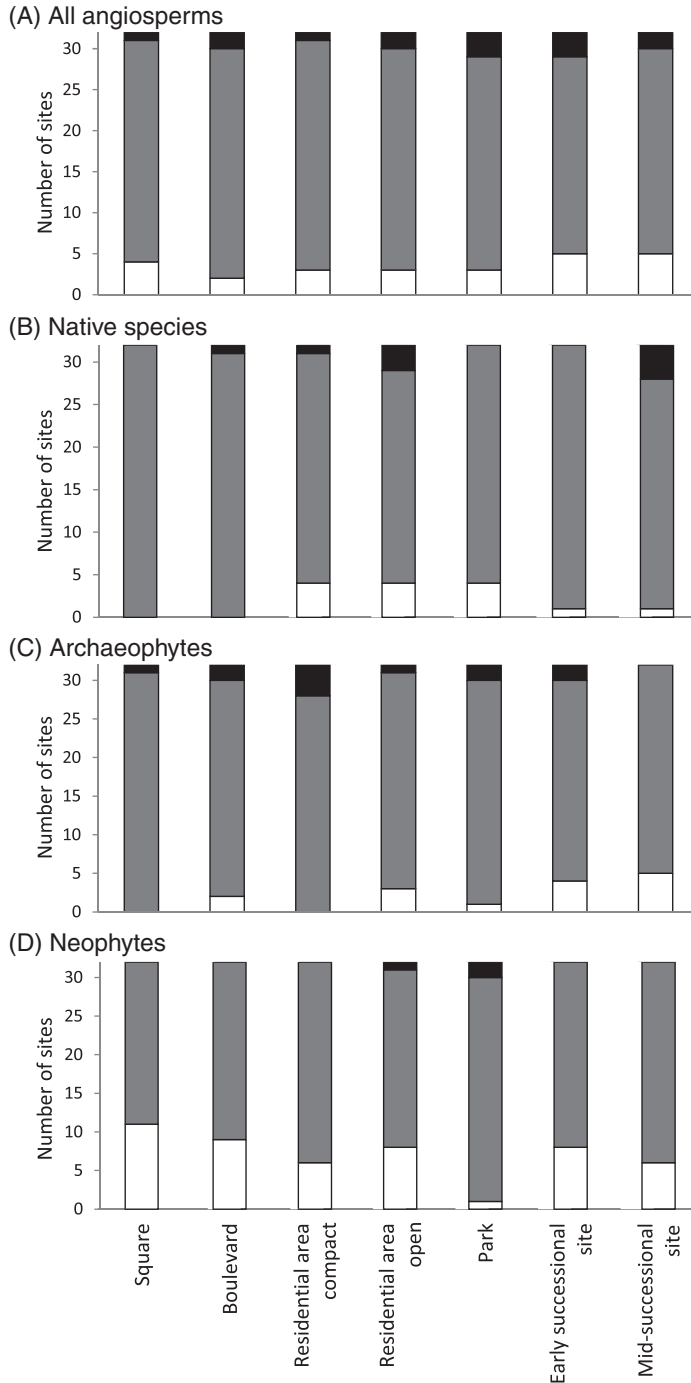 (A) All angiosperms
Number of sites
30
25
20
15
10
5
0
(B) Native species
Number of sites
30
25
20
15
10
5
0
(C) Archaeophytes
Number of sites
30
25
20
15
10
5
0
(D) Neophytes
Number of sites
30
25
20
15
10
5
0
Square
Boulevard
Residential area
compact
Residential area
open
Park
Early successional
site
Mid-successional
site